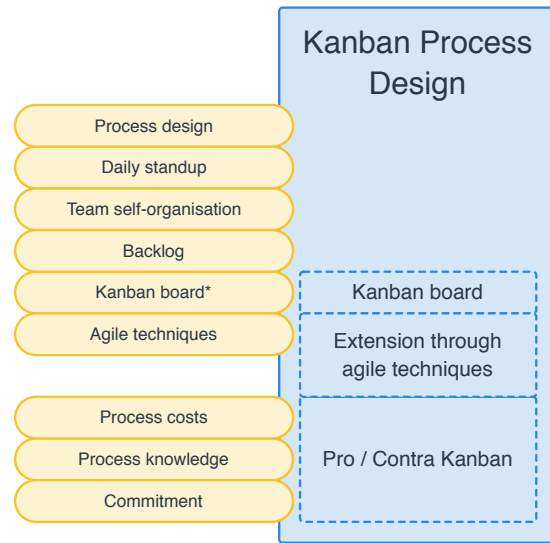 Kanban Process
Design
Process design
Daily standup
Team self-organisation
Backlog
Kanban board*
Kanban board
Agile techniques
Extension through
agile techniques
Process costs
Process knowledge
Pro / Contra Kanban
Commitment